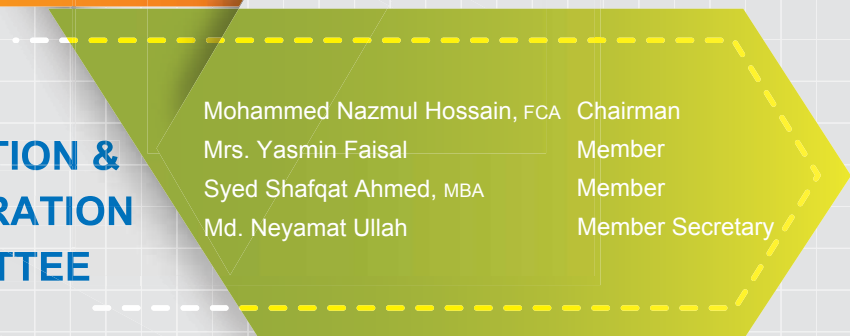 TION &
RATION
TTEE
Mohammed Nazmul Hossain, FCA Chairman
Mrs. Yasmin Faisal Member
Syed Shafqat Ahmed, MBA Member
Md. Neyamat Ullah Member Secretary